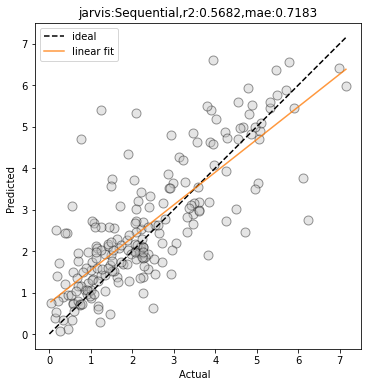 jarvis:Sequential,r2:0.5682,mae:0.7183
ideal
linear fit
Predicted
7
6
5
4
3
2
1
0
0 1 2 3 4 5 6 7
Actual